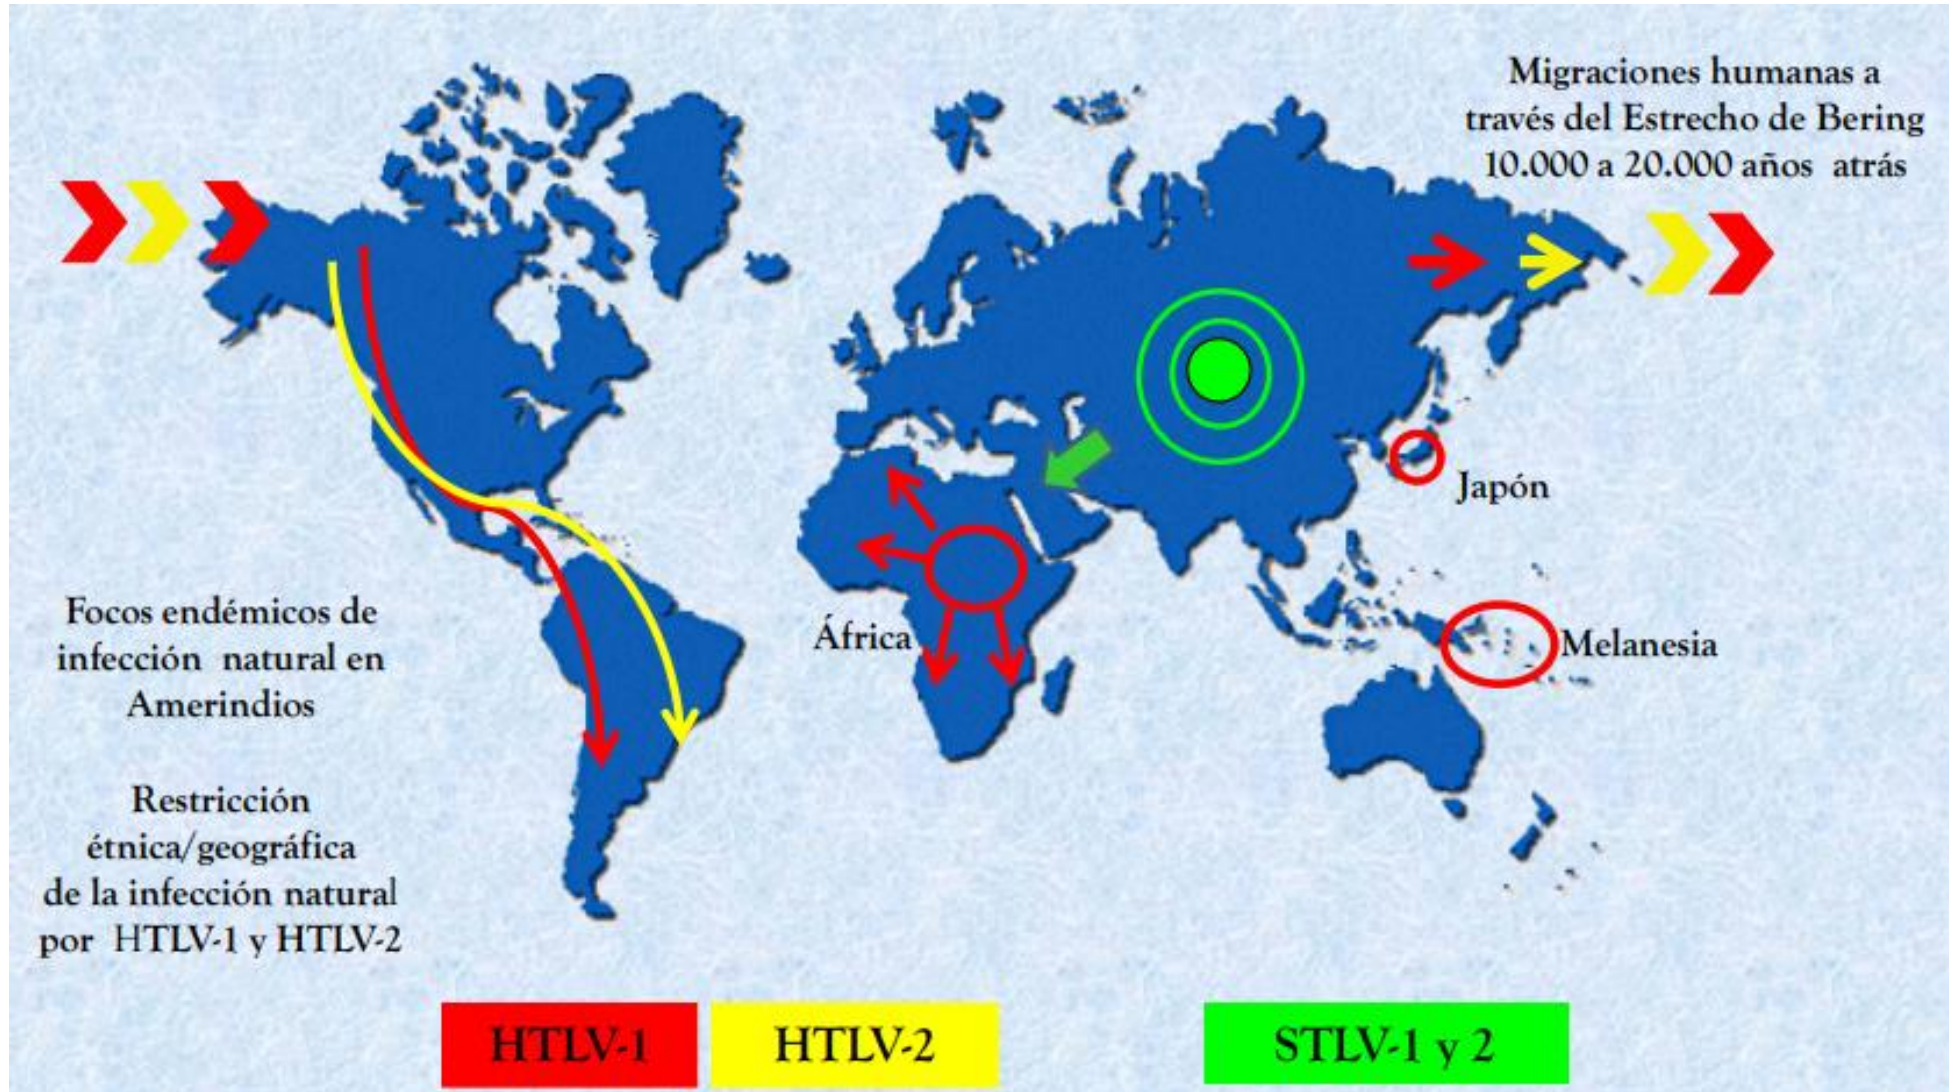 Migraciones humanas a
través del Estrecho de Bering
10.000 a 20.000 años atrás
Japón
África
Melanesia
Focos endémicos de
infección natural en
Amerindios
Restricción
étnica/geográfica
de la infección natural
por HTLV-1 y HTLV-2
HTLV-1
HTLV-2
STLV-1 y 2